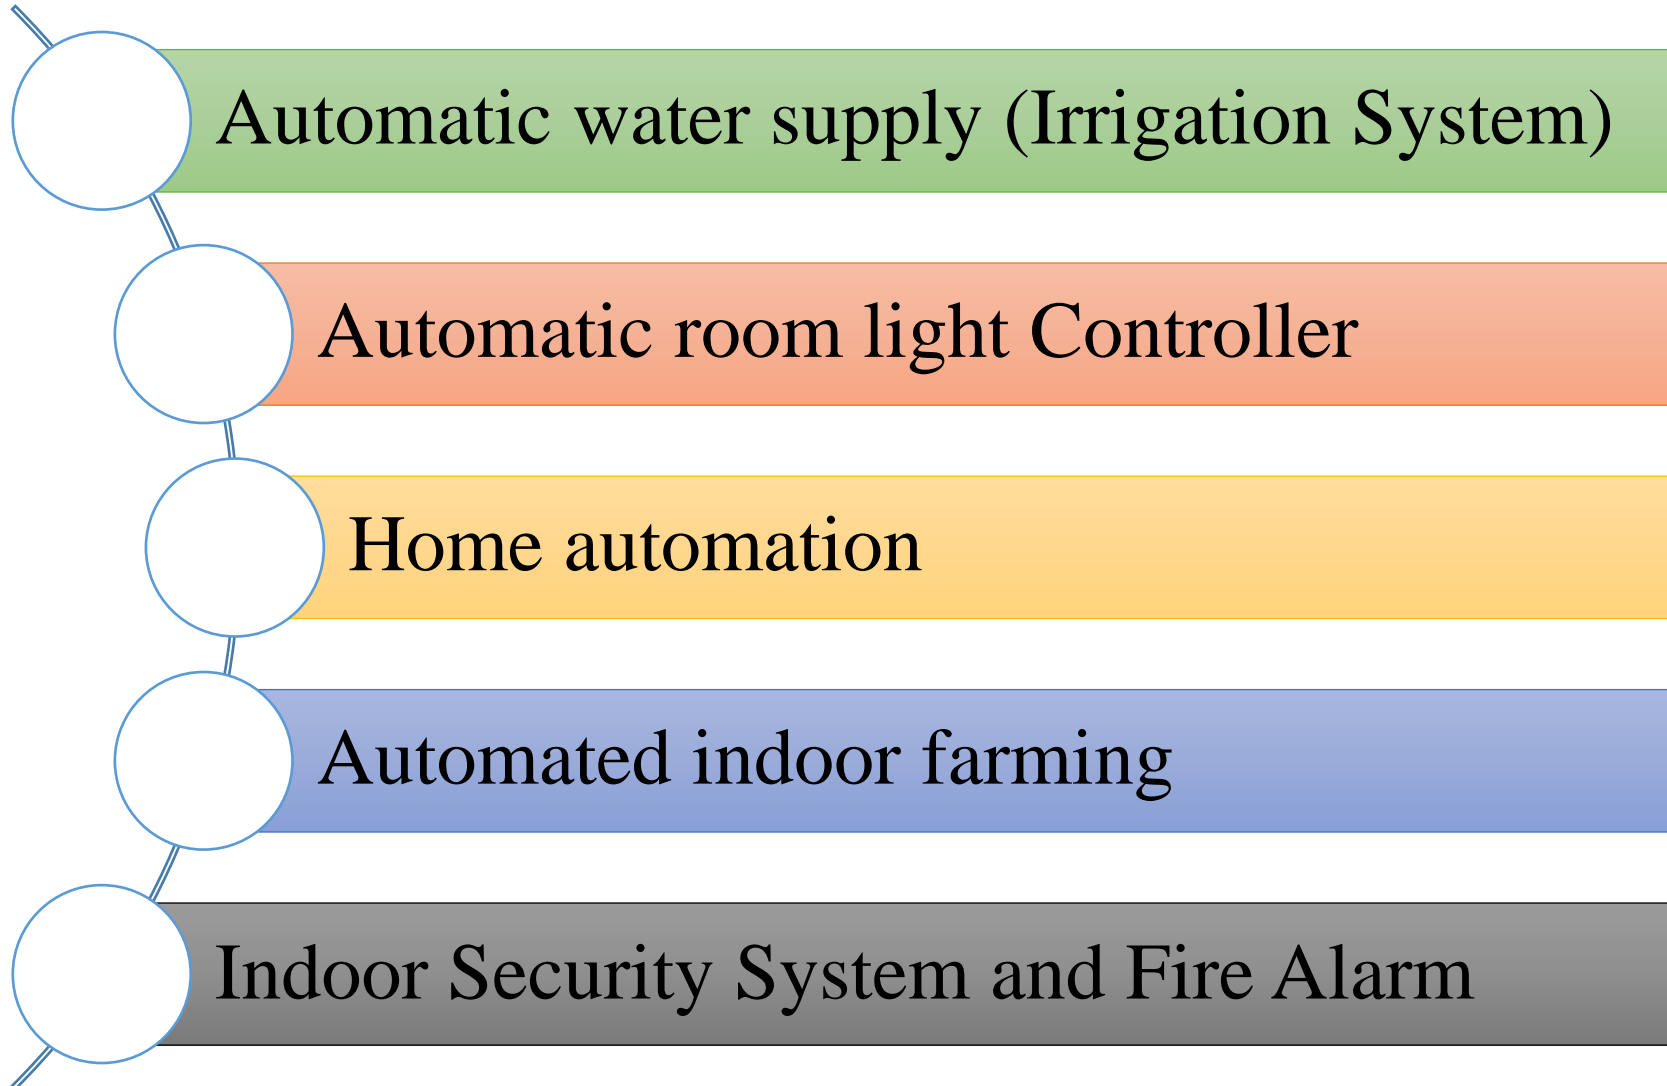 Automatic water supply (Irrigation System)
Automatic room light Controller
Home automation
Automated indoor farming
Indoor Security System and Fire Alarm